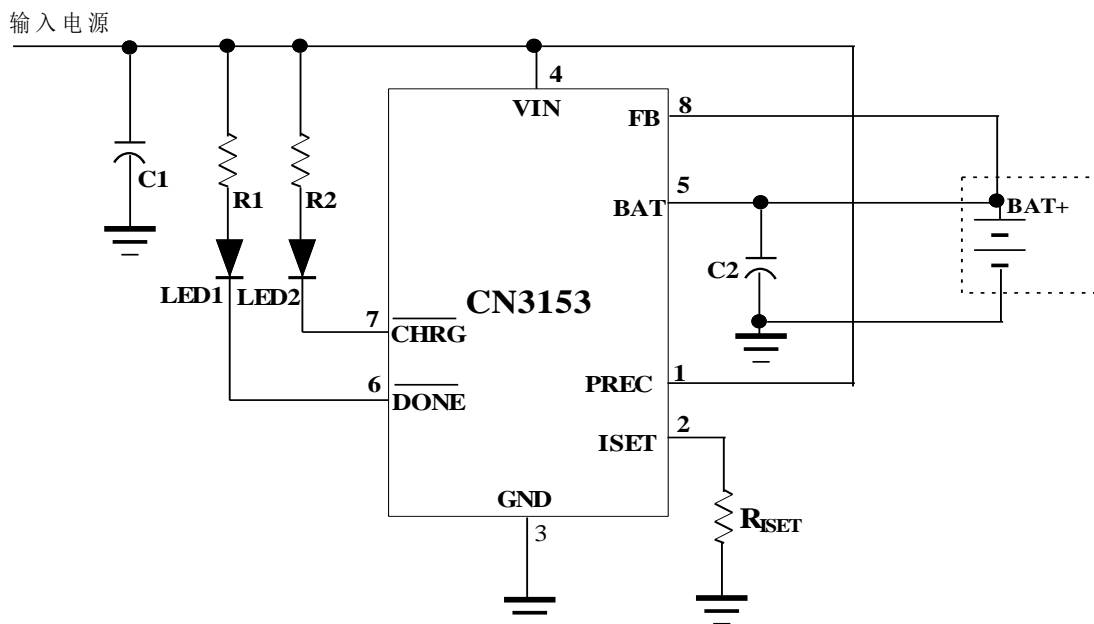 输入电源
4
VIN
FB
8
C1
R1
R2
BAT
5
BAT+
C2
LED1
LED2
CN3153
7
CHRG
PREC
1
6
DONE
2
ISET
GND
3
RISET